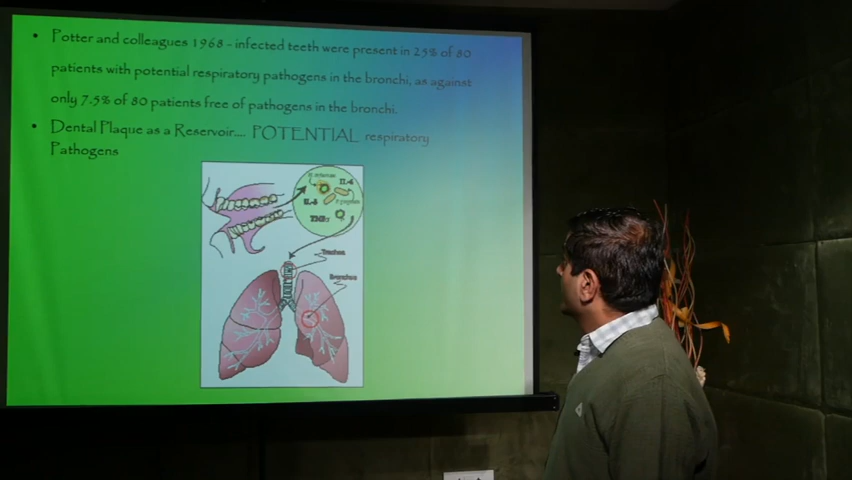 • Potter and colleagues 1968 - infected teeth were present in 25% of 80
patients with potential respiratory pathogens in the bronchi, as against
only 7.5% of 80 patients free of pathogens in the bronchi.
• Dental Plaque as a Reservoir.... POTENTIAL respiratory
Pathogens
IL-6
Trachea
Bronchus